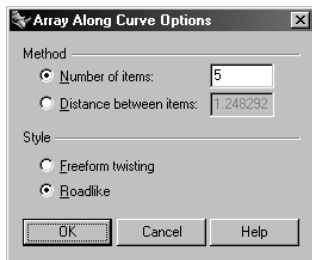 Array Along Curve Options
Method
Number of items: 5
Distance between items: 1.248292
Style
Freeform twisting
Roadlike
OK Cancel Help